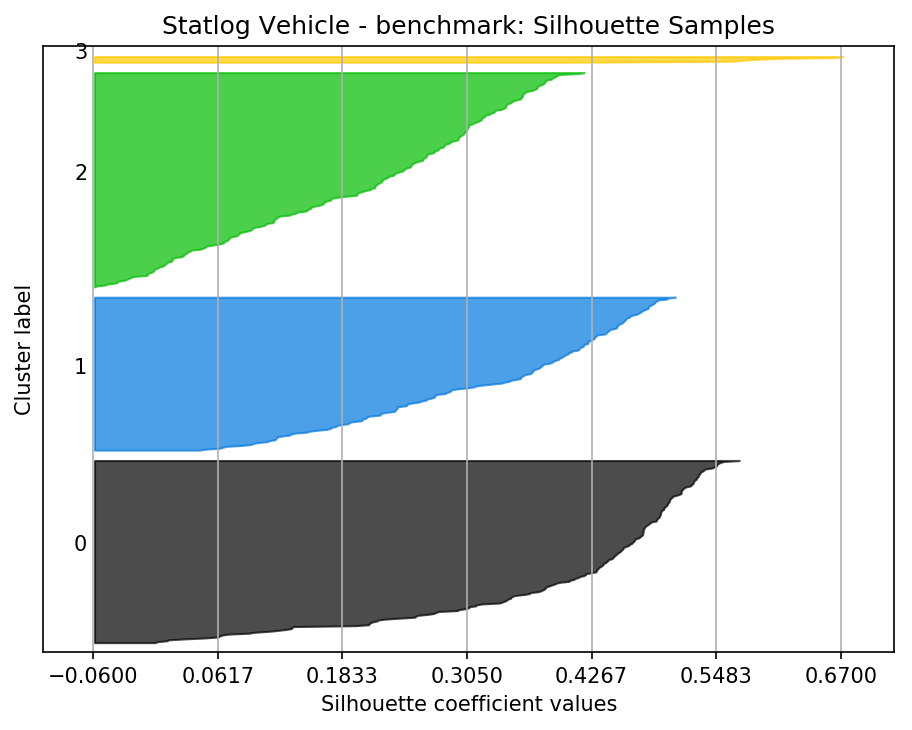 Statlog Vehicle - benchmark: Silhouette Samples
3
2
1
0
Cluster label
−0.0600 0.0617 0.1833 0.3050 0.4267 0.5483 0.6700
Silhouette coefficient values